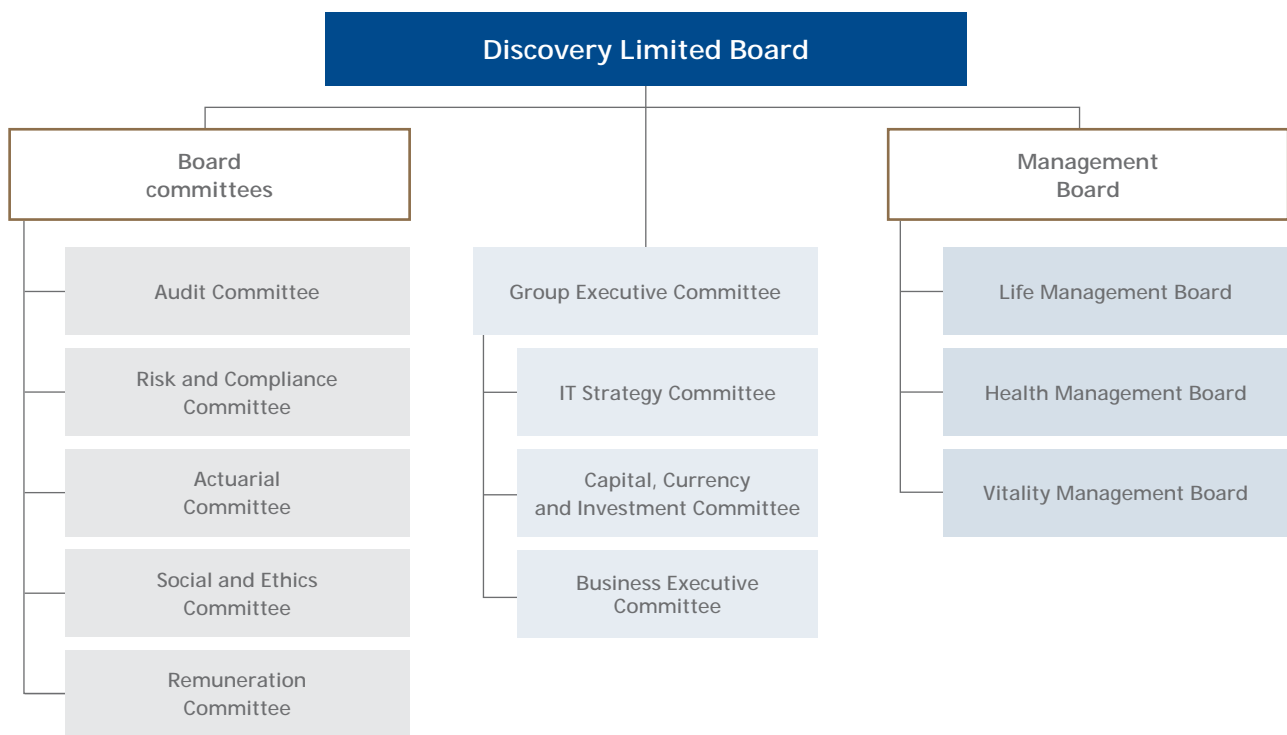 Discovery Limited Board
Board
committees
Audit Committee
Risk and Compliance
Committee
Actuarial
Committee
Social and Ethics
Committee
Remuneration
Committee
Group Executive Committee
IT Strategy Committee
Capital, Currency
and Investment Committee
Business Executive
Committee
Management
Board
Life Management Board
Health Management Board
Vitality Management Board